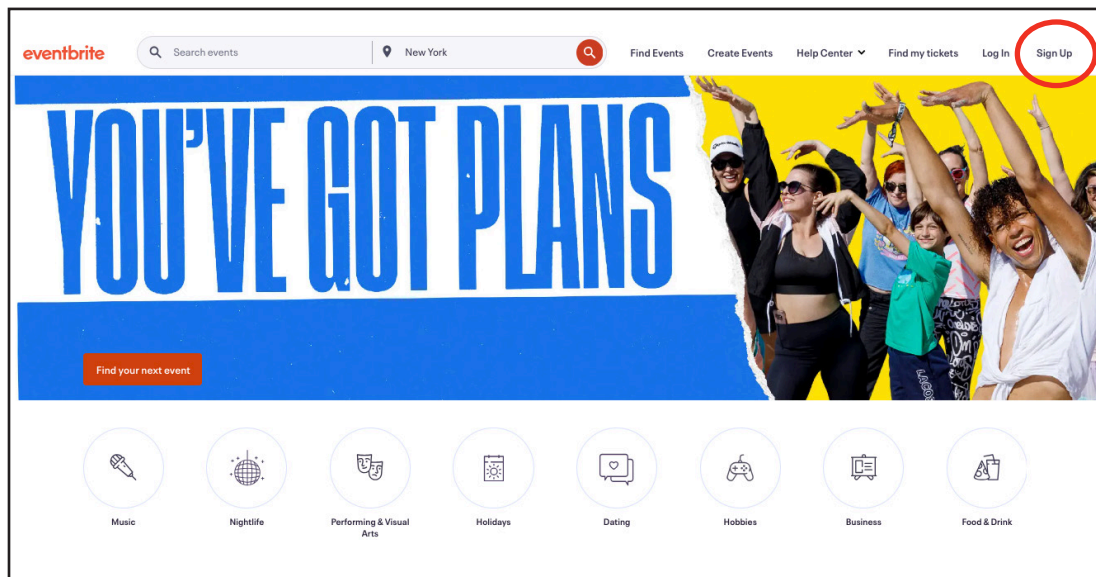 eventbrite Search events New York Find Events Create Events Help Center Find my tickets Log In Sign Up
YOU'VE GOT PLANS
Find your next event
Music Nightlife Performing & Visual Holidays Dating Hobbies Business Food & Drink
Arts